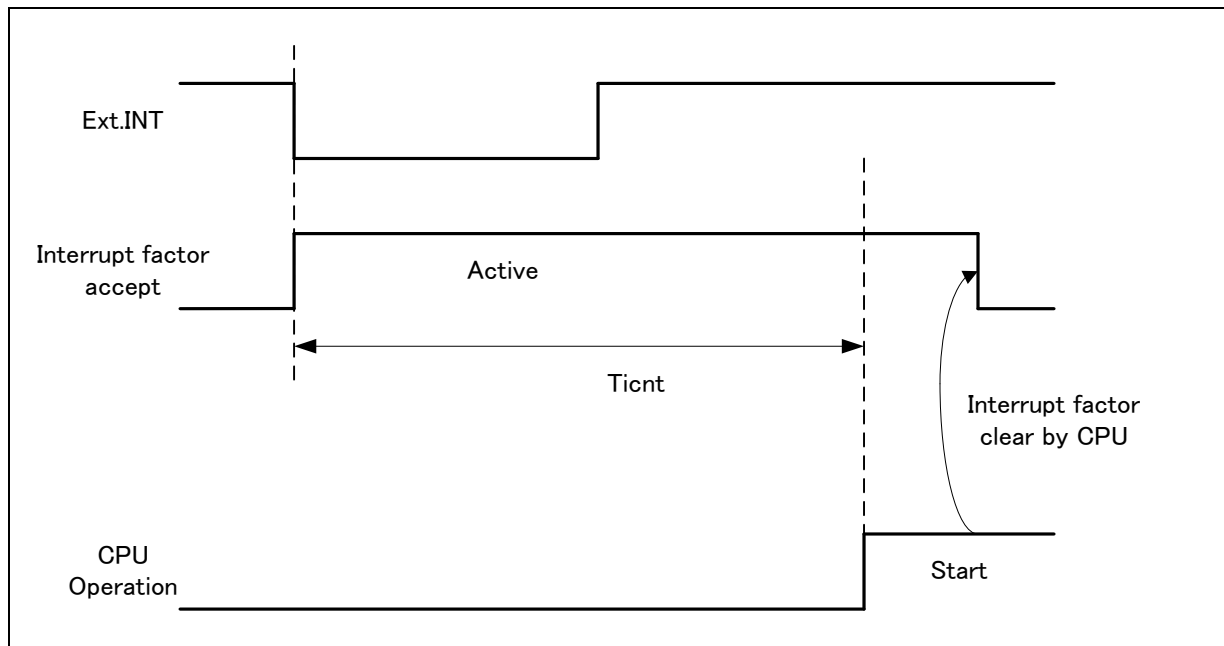 Ext.INT
Interrupt factor
accept
Active
Ticnt
Interrupt factor
clear by CPU
CPU
Operation
Start